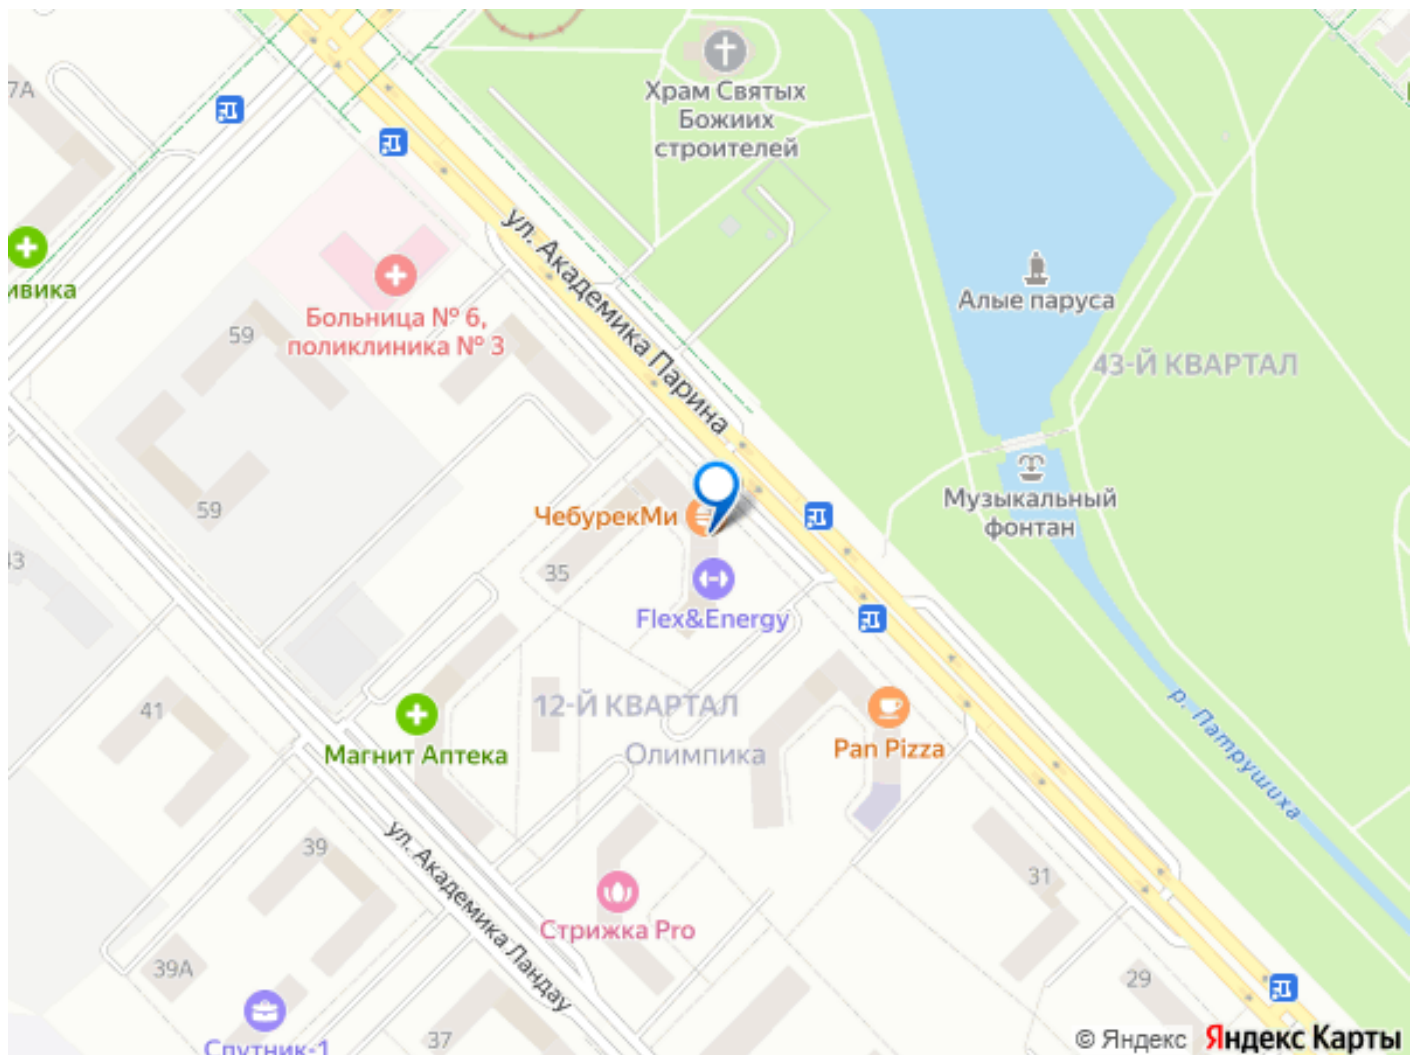 7А
Храм Святых
Божиих
строителей
ул. Академика Парина
ивика
59
Больница № 6,
поликлиника № 3
Алые паруса
43-Й КВАРТАЛ
59
ЧебурекМи
Музыкальный
фонтан
35
Flex&Energy
41
12-Й КВАРТАЛ
Олимпика
Магнит Аптека
Pan Pizza
р. Патрушиха
39
ул. Академика Ландау
31
Стрижка Pro
39А
29
Спутник-1
37
© Яндекс Яндекс Карты